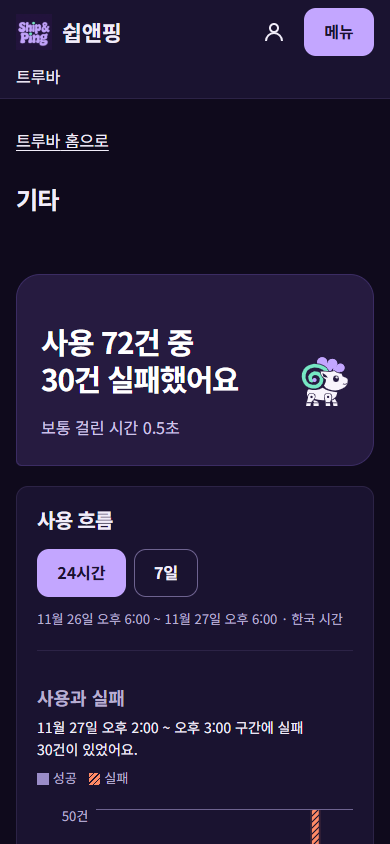 Ship&
Ping
쉽앤핑
메뉴
트루바
트루바 홈으로
기타
사용 72건 중
30건 실패했어요
보통 걸린 시간 0.5초
사용 흐름
24시간
7일
11월 26일 오후 6:00 ~ 11월 27일 오후 6:00 · 한국 시간
사용과 실패
11월 27일 오후 2:00 ~ 오후 3:00 구간에 실패
30건이 있었어요.
성공
실패
50건